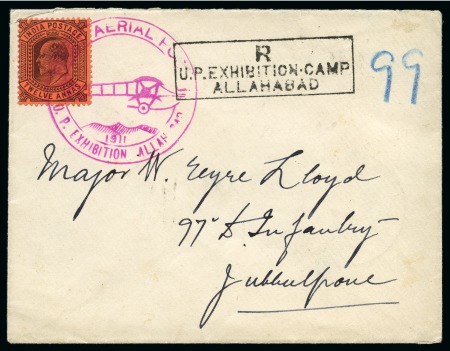 INDIA POSTAGE
TWELVE ANNAS
AERIAL
1911
U.P. EXHIBITION ALLAHABAD
R
U.P. EXHIBITION·CAMP
ALLAHABAD
99
Major W. Eyre Lloyd
97th D. Infantry
Jubbulpore